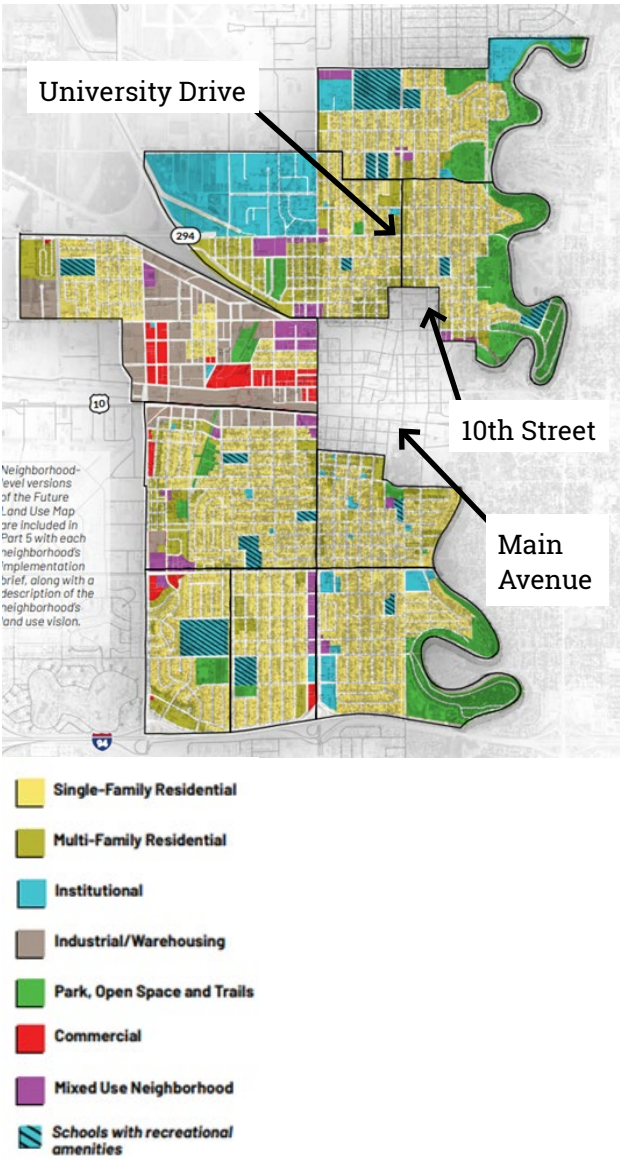 University Drive
294
10
10th Street
Main
Avenue
Neighborhood-
level versions
of the Future
Land Use Map
are included in
Part 5 with each
neighborhood's
implementation
brief, along with a
description of the
neighborhood's
land use vision.
94
Single-Family Residential
Multi-Family Residential
Institutional
Industrial/Warehousing
Park, Open Space and Trails
Commercial
Mixed Use Neighborhood
Schools with recreational
amenities